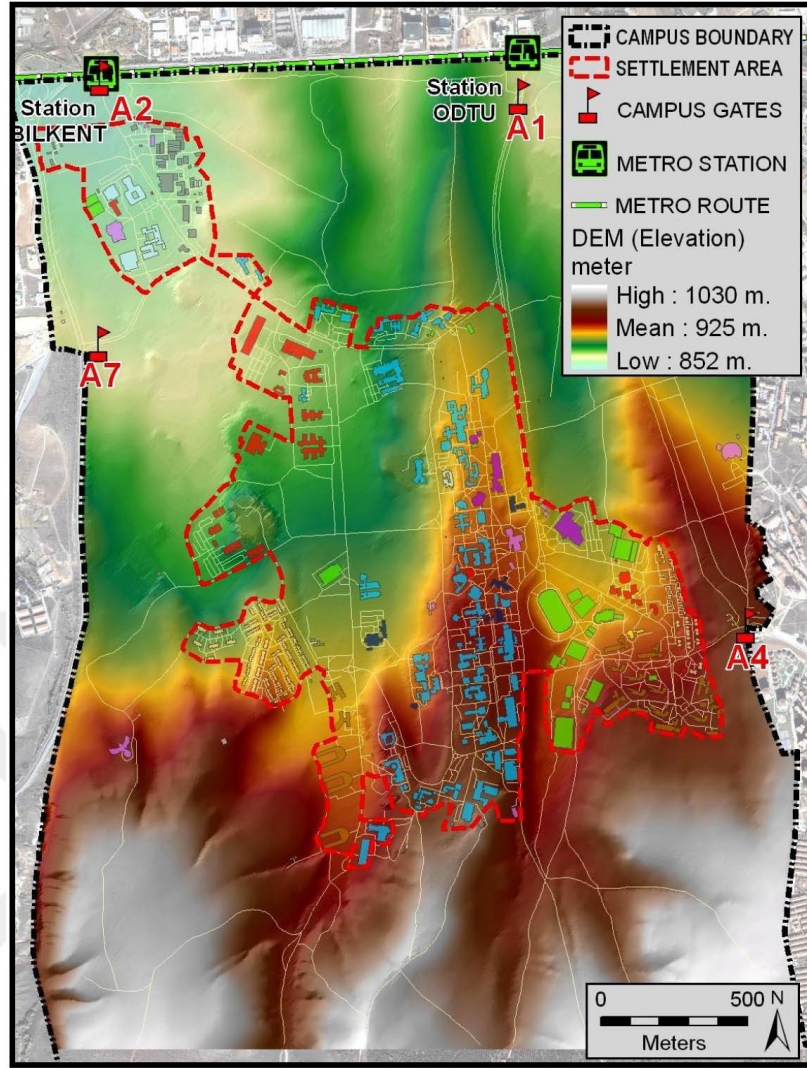 CAMPUS BOUNDARY
SETTLEMENT AREA
CAMPUS GATES
METRO STATION
METRO ROUTE
DEM (Elevation)
meter
High : 1030 m.
Mean : 925 m.
Low : 852 m.
Station
BILKENT
A2
Station
ODTU
A1
A7
A4
0 500
Meters
N